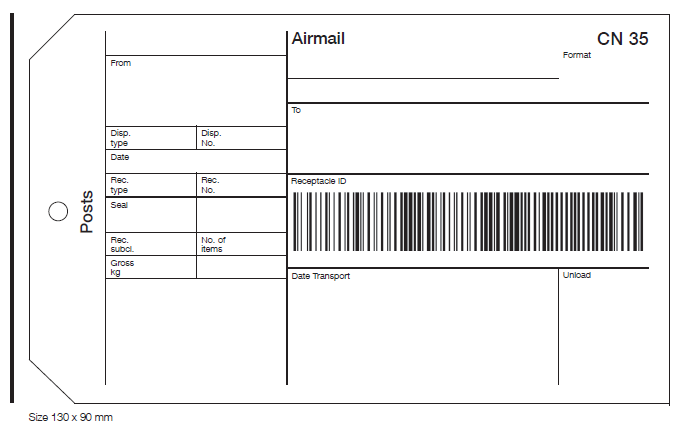 Airmail
CN 35
Format
From
To
Disp.
type
Disp.
No.
Date
Rec.
type
Rec.
No.
Receptacle ID
Seal
Posts
Rec.
subcl.
No. of
items
Gross
kg
Date Transport
Unload
Size 130 x 90 mm